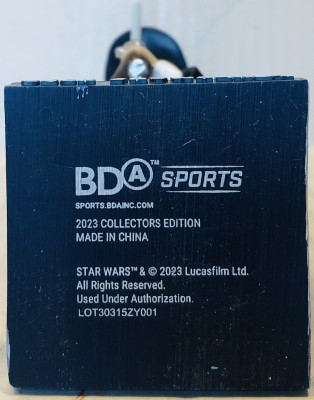 BDA™ SPORTS
SPORTS.BDAINC.COM
2023 COLLECTORS EDITION
MADE IN CHINA
STAR WARS™ & © 2023 Lucasfilm Ltd.
All Rights Reserved.
Used Under Authorization.
LOT30315ZY001